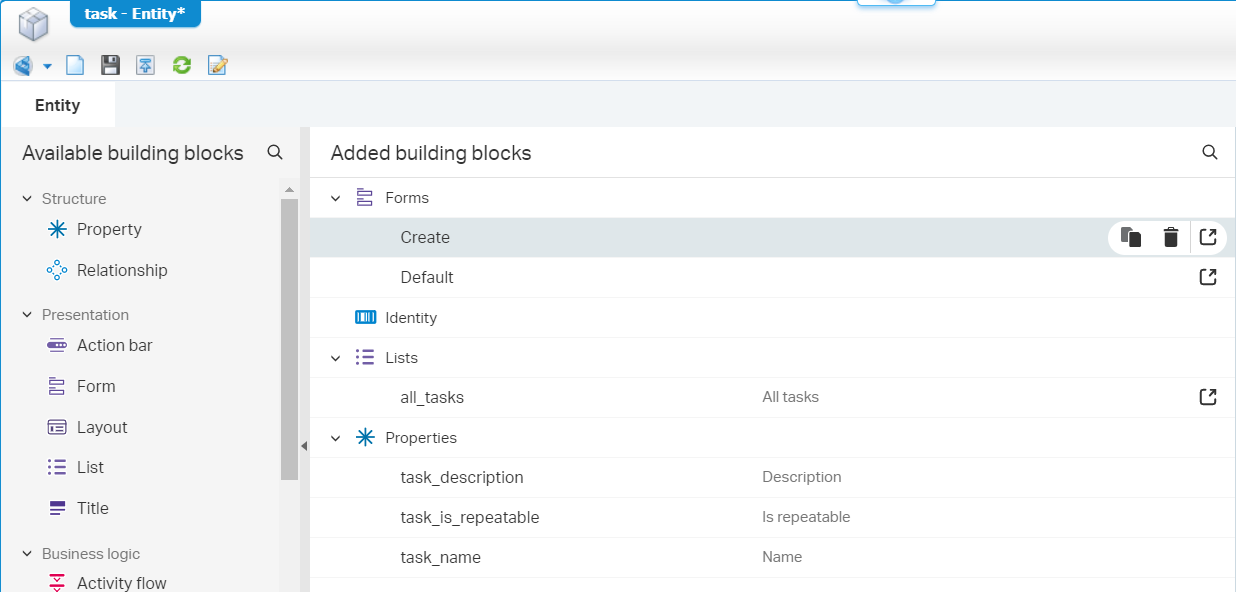 task - Entity*
Entity
Available building blocks
Structure
Property
Relationship
Presentation
Action bar
Form
Layout
List
Title
Business logic
Activity flow
Added building blocks
Forms
Create
Default
Identity
Lists
all_tasks All tasks
Properties
task_description Description
task_is_repeatable Is repeatable
task_name Name